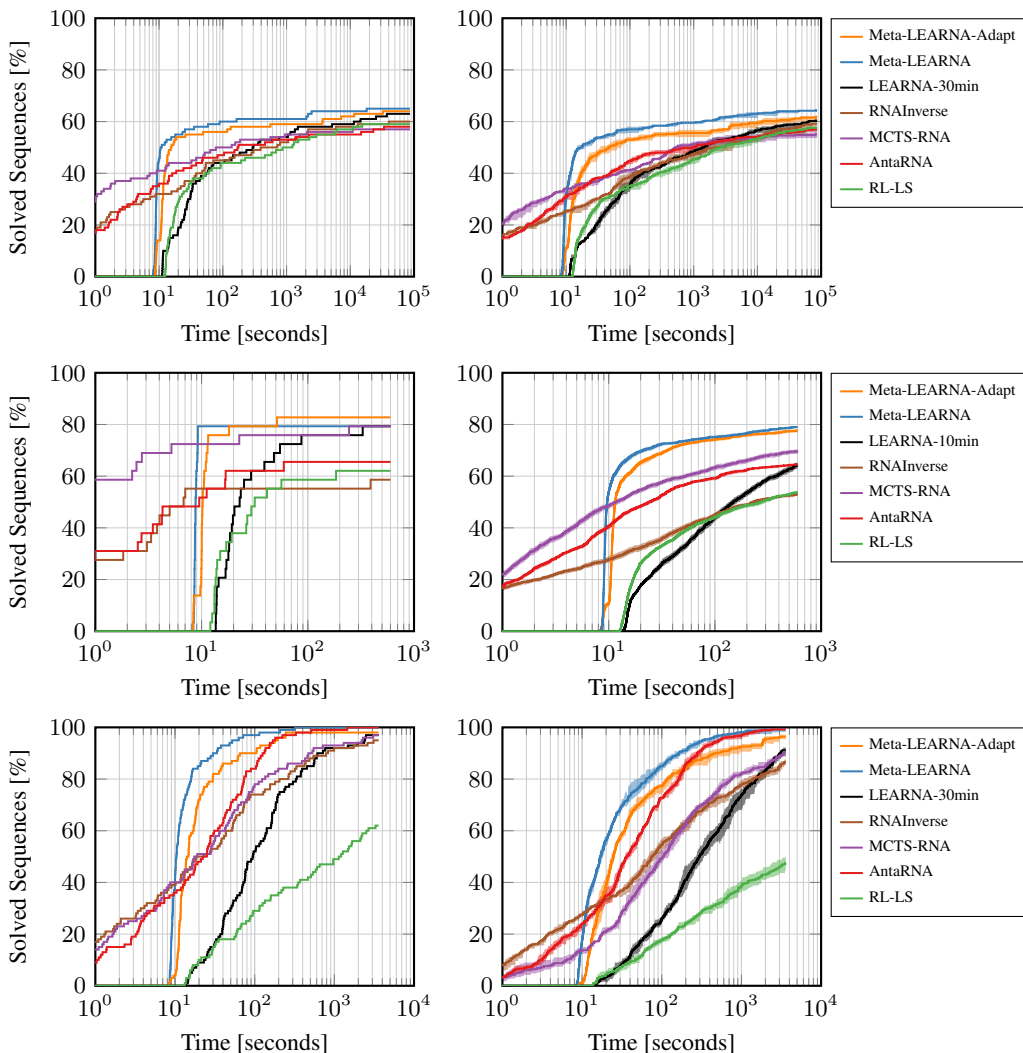 Solved Sequences [%]
100
80
60
40
20
0
10^0 10^1 10^2 10^3 10^4 10^5
Time [seconds]
100
80
60
40
20
0
10^0 10^1 10^2 10^3 10^4 10^5
Time [seconds]
Meta-LEARNA-Adapt
Meta-LEARNA
LEARNA-30min
RNAInverse
MCTS-RNA
AntaRNA
RL-LS
Solved Sequences [%]
100
80
60
40
20
0
10^0 10^1 10^2 10^3
Time [seconds]
100
80
60
40
20
0
10^0 10^1 10^2 10^3
Time [seconds]
Meta-LEARNA-Adapt
Meta-LEARNA
LEARNA-10min
RNAInverse
MCTS-RNA
AntaRNA
RL-LS
Solved Sequences [%]
100
80
60
40
20
0
10^0 10^1 10^2 10^3 10^4
Time [seconds]
100
80
60
40
20
0
10^0 10^1 10^2 10^3 10^4
Time [seconds]
Meta-LEARNA-Adapt
Meta-LEARNA
LEARNA-30min
RNAInverse
MCTS-RNA
AntaRNA
RL-LS